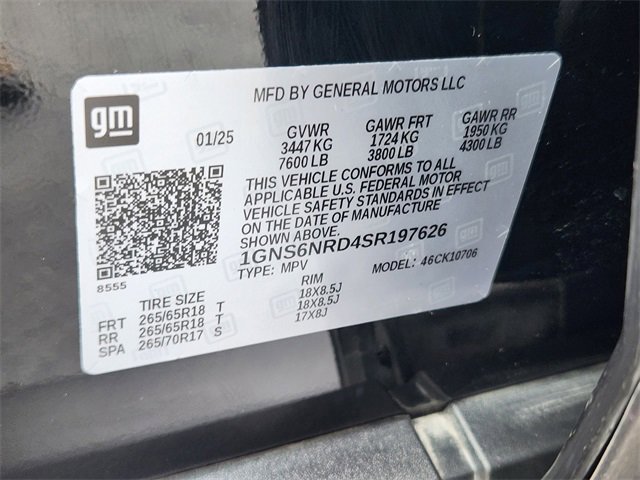 MFD BY GENERAL MOTORS LLC
gm
01/25 GVWR GAWR FRT GAWR RR
3447 KG 1724 KG 1950 KG
7600 LB 3800 LB 4300 LB
THIS VEHICLE CONFORMS TO ALL
APPLICABLE U.S. FEDERAL MOTOR
VEHICLE SAFETY STANDARDS IN EFFECT
ON THE DATE OF MANUFACTURE
SHOWN ABOVE.
1GNS6NRD4SR197626
TYPE: MPV MODEL: 46CK10706
8555
TIRE SIZE RIM
FRT 265/65R18 T 18X8.5J
RR 265/65R18 T 18X8.5J
SPA 265/70R17 S 17X8J